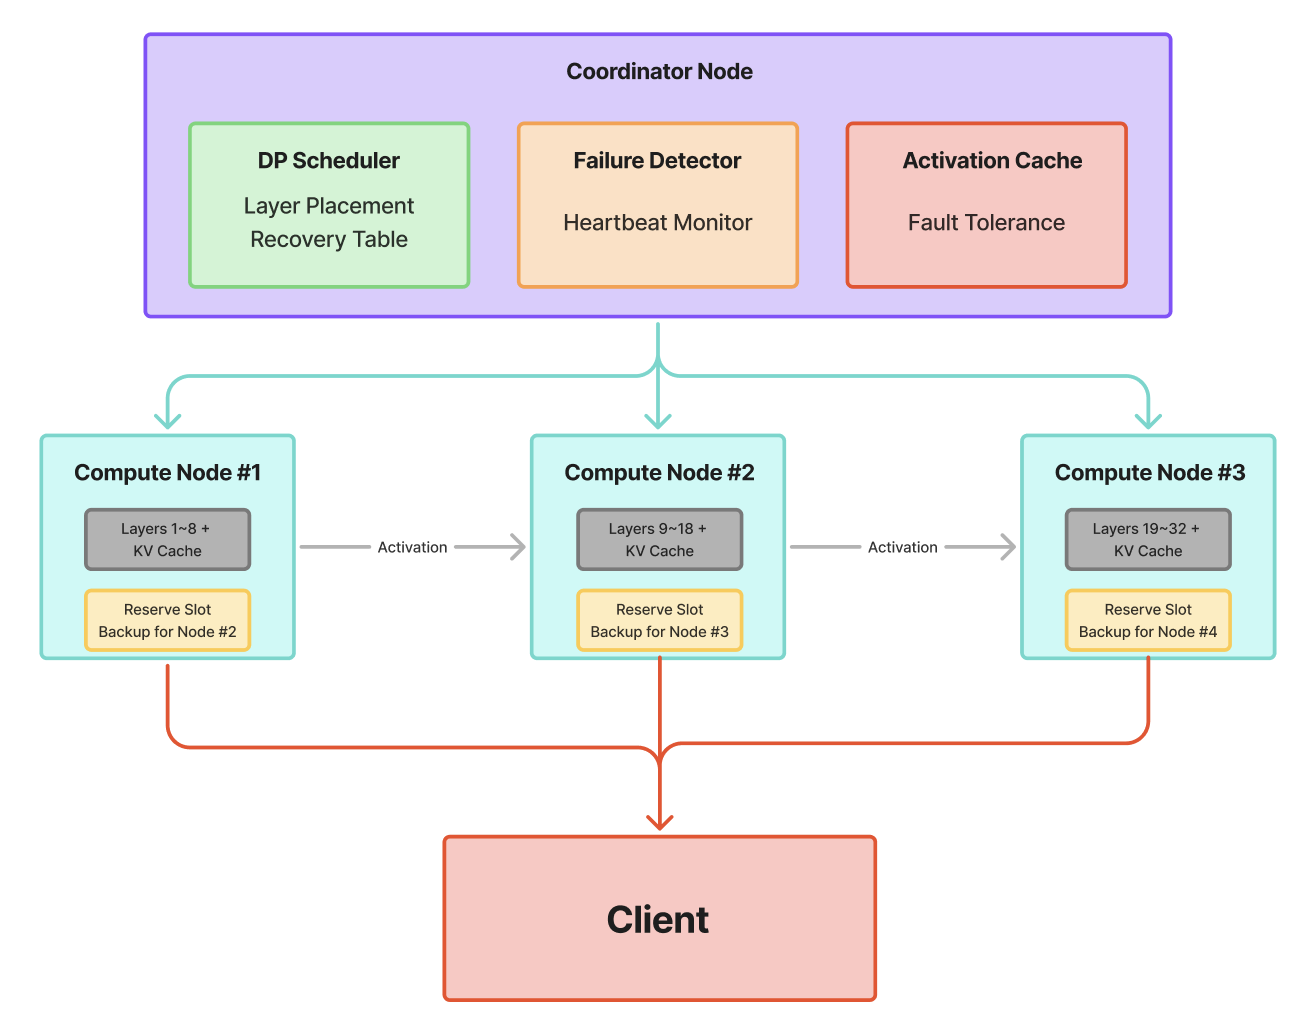 Coordinator Node
DP Scheduler
Layer Placement
Recovery Table
Failure Detector
Heartbeat Monitor
Activation Cache
Fault Tolerance
Compute Node #1
Layers 1~8 +
KV Cache
Reserve Slot
Backup for Node #2
Activation
Compute Node #2
Layers 9~18 +
KV Cache
Reserve Slot
Backup for Node #3
Activation
Compute Node #3
Layers 19~32 +
KV Cache
Reserve Slot
Backup for Node #4
Client